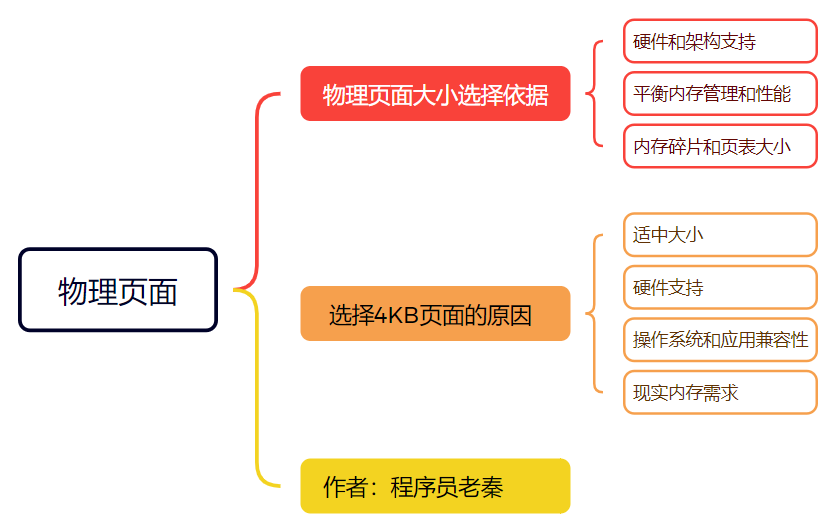 物理页面
物理页面大小选择依据
硬件和架构支持
平衡内存管理和性能
内存碎片和页表大小
选择4KB页面的原因
适中大小
硬件支持
操作系统和应用兼容性
现实内存需求
作者：程序员老秦